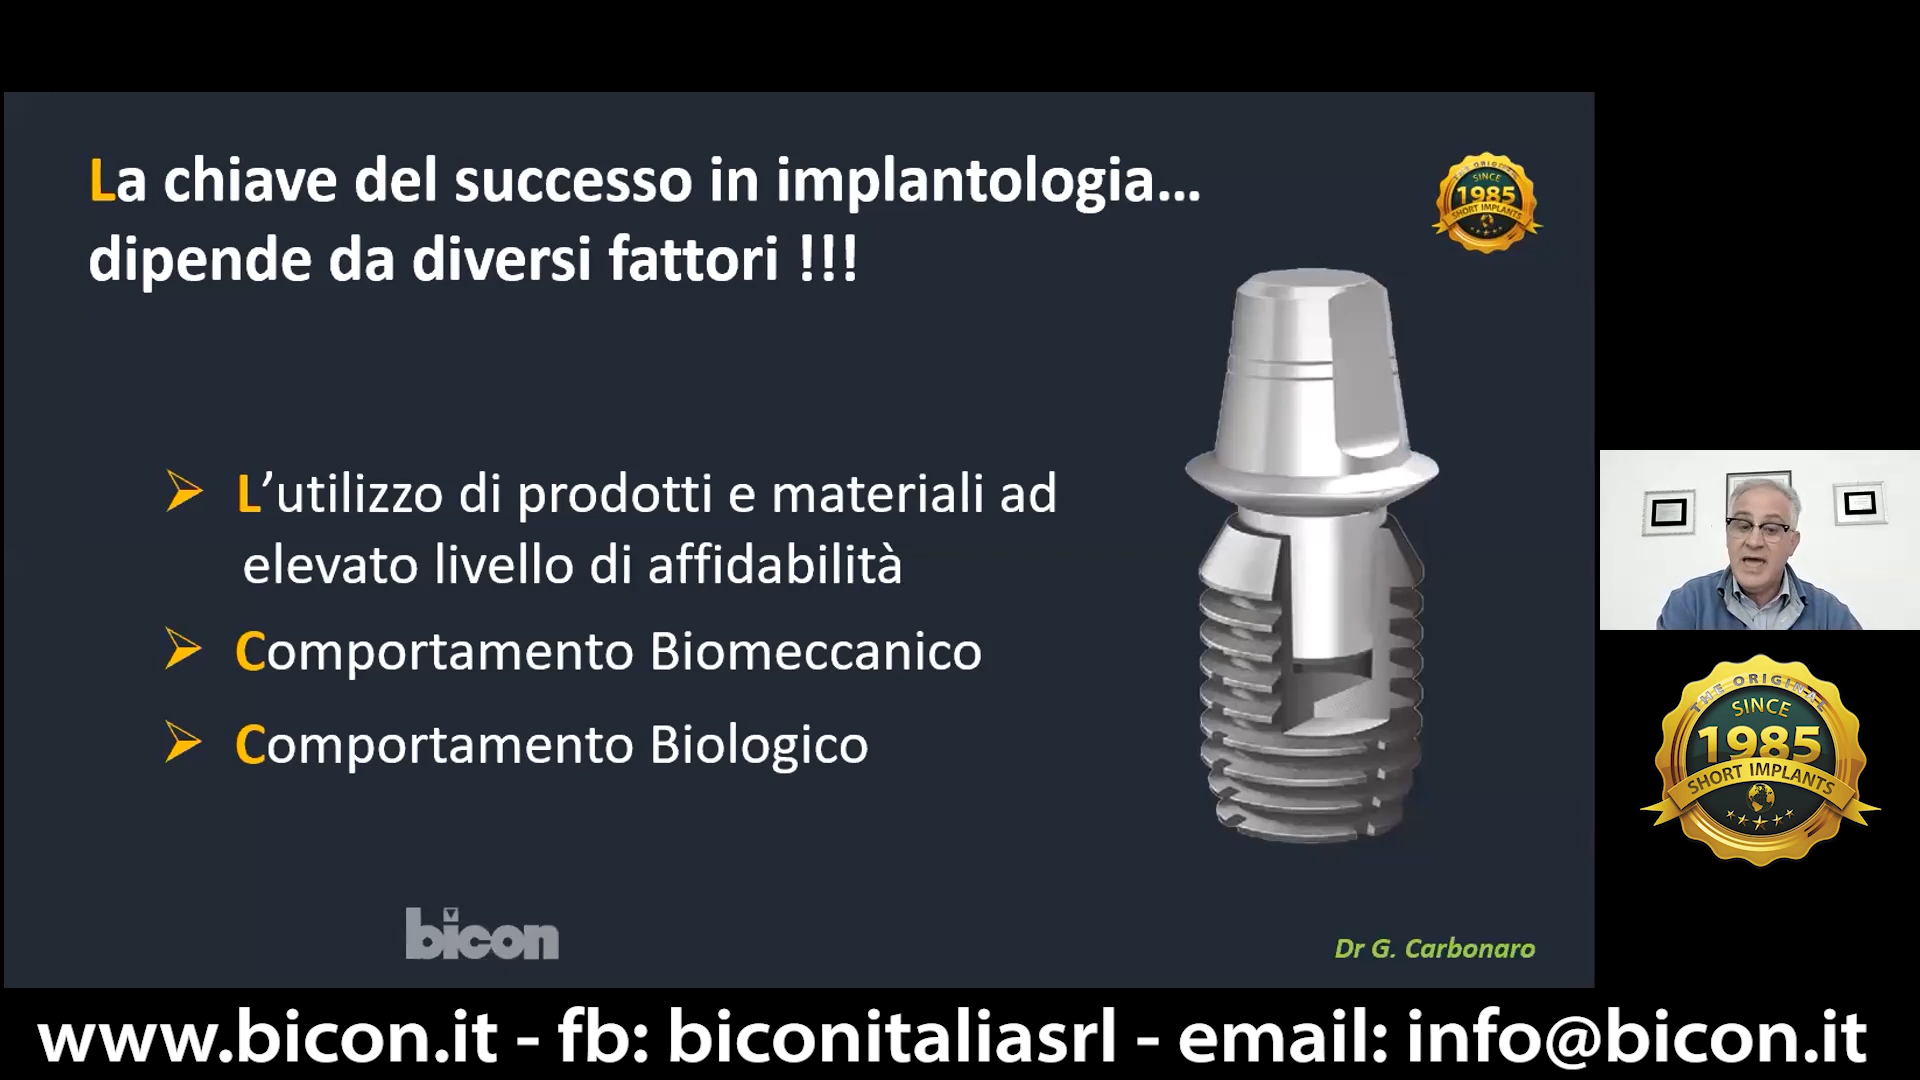 La chiave del successo in implantologia...
dipende da diversi fattori !!!
THE ORIGINAL
SINCE
1985
SHORT IMPLANTS
L’utilizzo di prodotti e materiali ad
elevato livello di affidabilità
Comportamento Biomeccanico
Comportamento Biologico
bicon
Dr G. Carbonaro
THE ORIGINAL
SINCE
1985
SHORT IMPLANTS
www.bicon.it - fb: biconitaliasrl - email: info@bicon.it